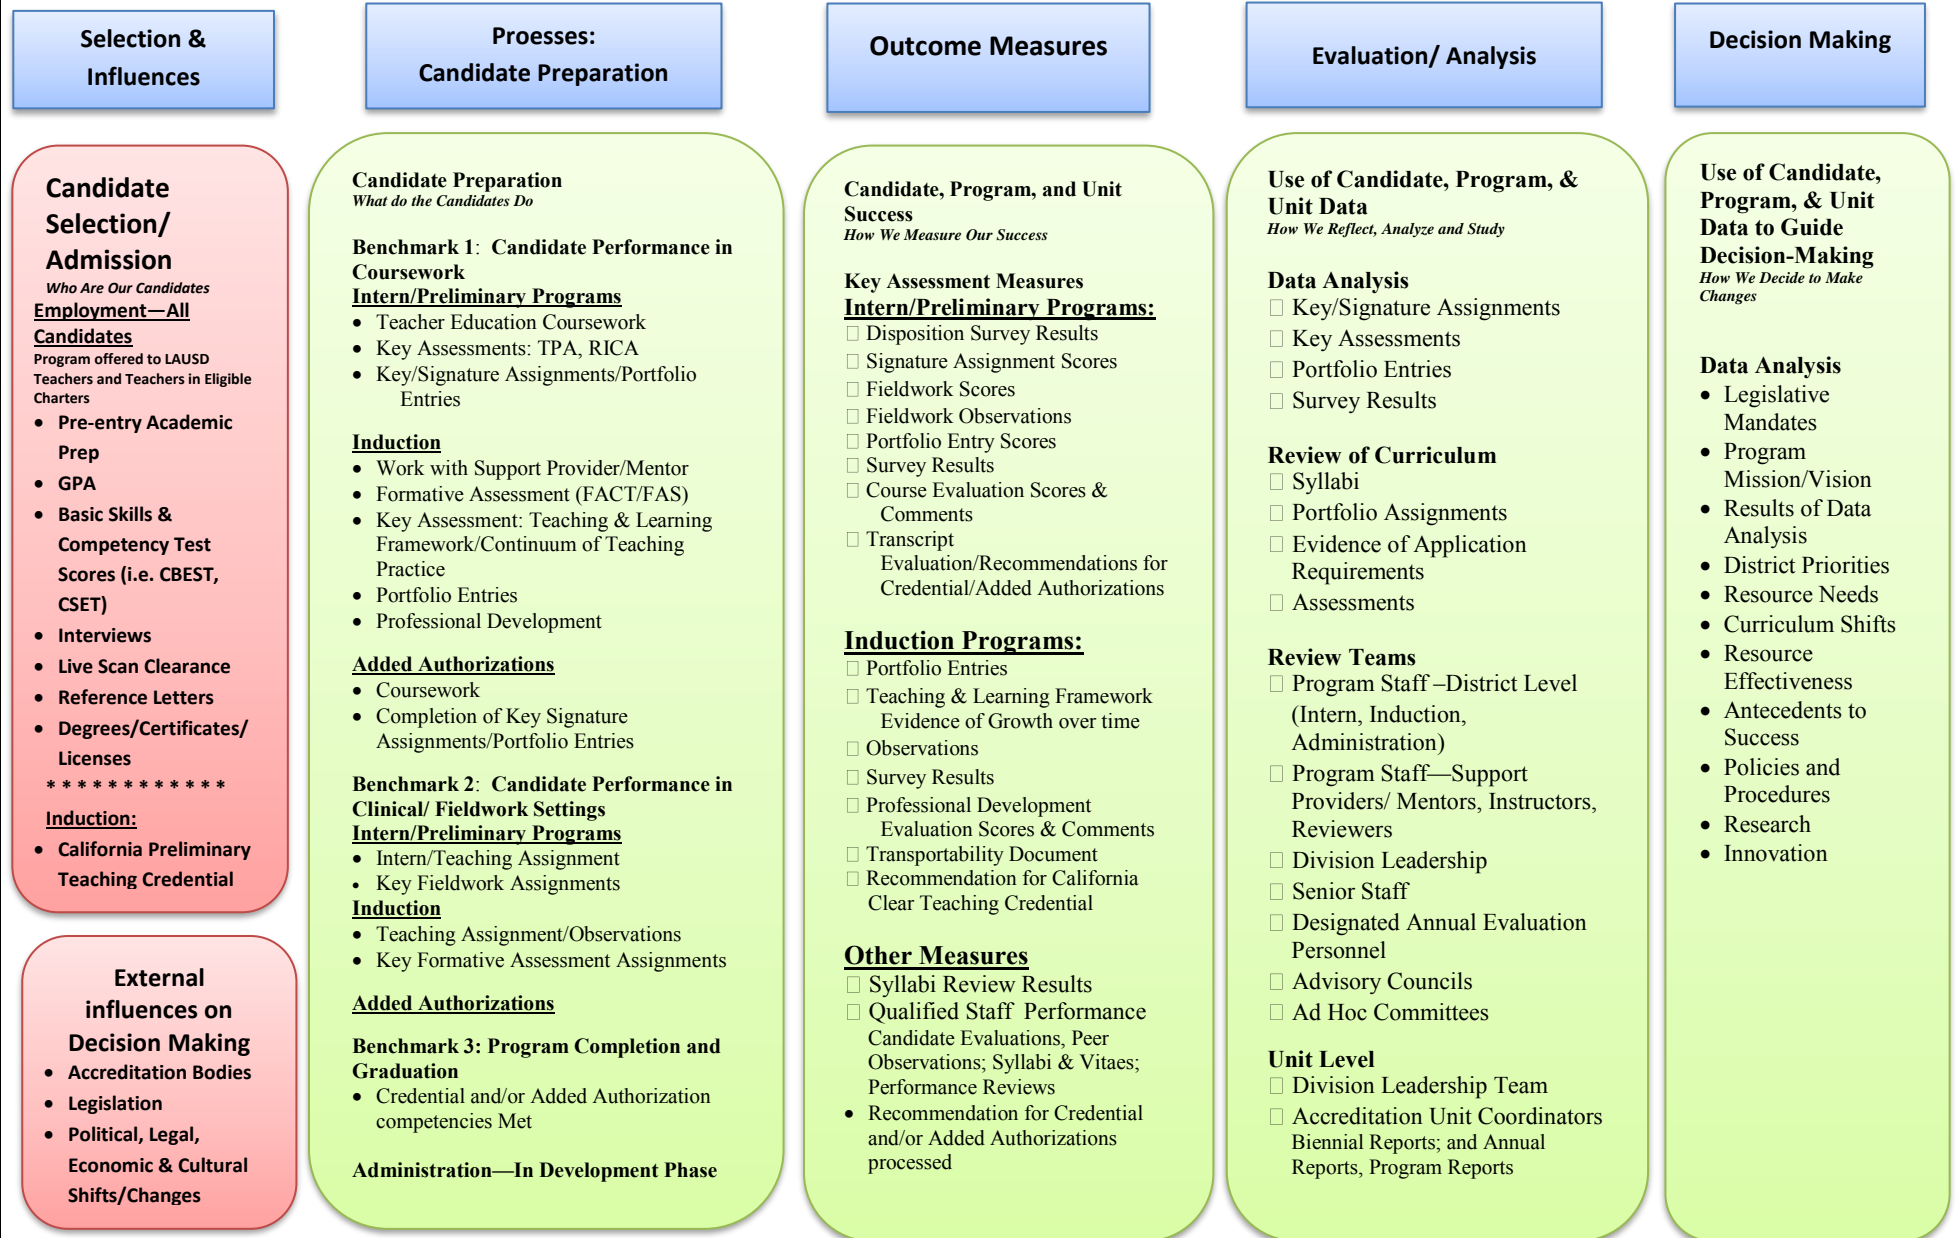 Selection &
Influences
Proesses:
Candidate Preparation
Outcome Measures
Evaluation/ Analysis
Decision Making
Candidate
Selection/
Admission
Who Are Our Candidates
Employment—All
Candidates
Program offered to LAUSD
Teachers and Teachers in Eligible
Charters
• Pre-entry Academic
Prep
• GPA
• Basic Skills &
Competency Test
Scores (i.e. CBEST,
CSET)
• Interviews
• Live Scan Clearance
• Reference Letters
• Degrees/Certificates/
Licenses
* * * * * * * * * * * *
Induction:
• California Preliminary
Teaching Credential
External
influences on
Decision Making
• Accreditation Bodies
• Legislation
• Political, Legal,
Economic & Cultural
Shifts/Changes
Candidate Preparation
What do the Candidates Do
Benchmark 1: Candidate Performance in
Coursework
Intern/Preliminary Programs
• Teacher Education Coursework
• Key Assessments: TPA, RICA
• Key/Signature Assignments/Portfolio
Entries
Induction
• Work with Support Provider/Mentor
• Formative Assessment (FACT/FAS)
• Key Assessment: Teaching & Learning
Framework/Continuum of Teaching
Practice
• Portfolio Entries
• Professional Development
Added Authorizations
• Coursework
• Completion of Key Signature
Assignments/Portfolio Entries
Benchmark 2: Candidate Performance in
Clinical/ Fieldwork Settings
Intern/Preliminary Programs
• Intern/Teaching Assignment
• Key Fieldwork Assignments
Induction
• Teaching Assignment/Observations
• Key Formative Assessment Assignments
Added Authorizations
Benchmark 3: Program Completion and
Graduation
• Credential and/or Added Authorization
competencies Met
Administration—In Development Phase
Candidate, Program, and Unit
Success
How We Measure Our Success
Key Assessment Measures
Intern/Preliminary Programs:
□ Disposition Survey Results
□ Signature Assignment Scores
□ Fieldwork Scores
□ Fieldwork Observations
□ Portfolio Entry Scores
□ Survey Results
□ Course Evaluation Scores &
Comments
□ Transcript
Evaluation/Recommendations for
Credential/Added Authorizations
Induction Programs:
□ Portfolio Entries
□ Teaching & Learning Framework
Evidence of Growth over time
□ Observations
□ Survey Results
□ Professional Development
Evaluation Scores & Comments
□ Transportability Document
□ Recommendation for California
Clear Teaching Credential
Other Measures
□ Syllabi Review Results
□ Qualified Staff Performance
Candidate Evaluations, Peer
Observations; Syllabi & Vitaes;
Performance Reviews
• Recommendation for Credential
and/or Added Authorizations
processed
Use of Candidate, Program, &
Unit Data
How We Reflect, Analyze and Study
Data Analysis
□ Key/Signature Assignments
□ Key Assessments
□ Portfolio Entries
□ Survey Results
Review of Curriculum
□ Syllabi
□ Portfolio Assignments
□ Evidence of Application
Requirements
□ Assessments
Review Teams
□ Program Staff –District Level
(Intern, Induction,
Administration)
□ Program Staff—Support
Providers/ Mentors, Instructors,
Reviewers
□ Division Leadership
□ Senior Staff
□ Designated Annual Evaluation
Personnel
□ Advisory Councils
□ Ad Hoc Committees
Unit Level
□ Division Leadership Team
□ Accreditation Unit Coordinators
Biennial Reports; and Annual
Reports, Program Reports
Use of Candidate,
Program, & Unit
Data to Guide
Decision-Making
How We Decide to Make
Changes
Data Analysis
• Legislative
Mandates
• Program
Mission/Vision
• Results of Data
Analysis
• District Priorities
• Resource Needs
• Curriculum Shifts
• Resource
Effectiveness
• Antecedents to
Success
• Policies and
Procedures
• Research
• Innovation